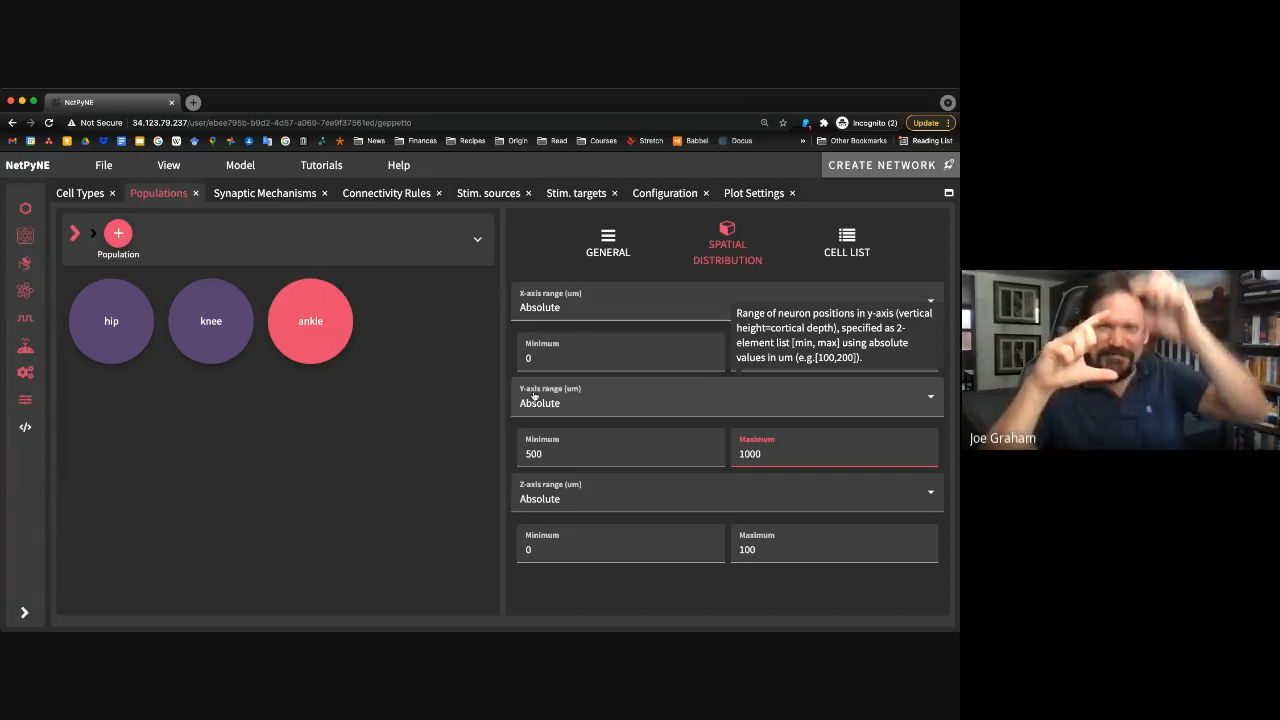 NetPyNE
Not Secure 34.123.79.237/user/ebee795b-b9d2-4d57-a069-7ee9f37561ed/geppetto
Incognito (2)
Update
News Finances Recipes Origin Read Courses Stretch Babbel Docus » Other Bookmarks Reading List
NetPyNE File View Model Tutorials Help CREATE NETWORK
Cell Types Populations Synaptic Mechanisms Connectivity Rules Stim. sources Stim. targets Configuration Plot Settings
Population
hip knee ankle
GENERAL
SPATIAL
DISTRIBUTION
CELL LIST
X-axis range (um)
Absolute
Range of neuron positions in y-axis (vertical
height=cortical depth), specified as 2-
element list [min, max] using absolute
values in um (e.g.[100,200]).
Minimum
0
Y-axis range (um)
Absolute
Minimum Maximum
500 1000
Z-axis range (um)
Absolute
Minimum Maximum
0 100
Joe Graham